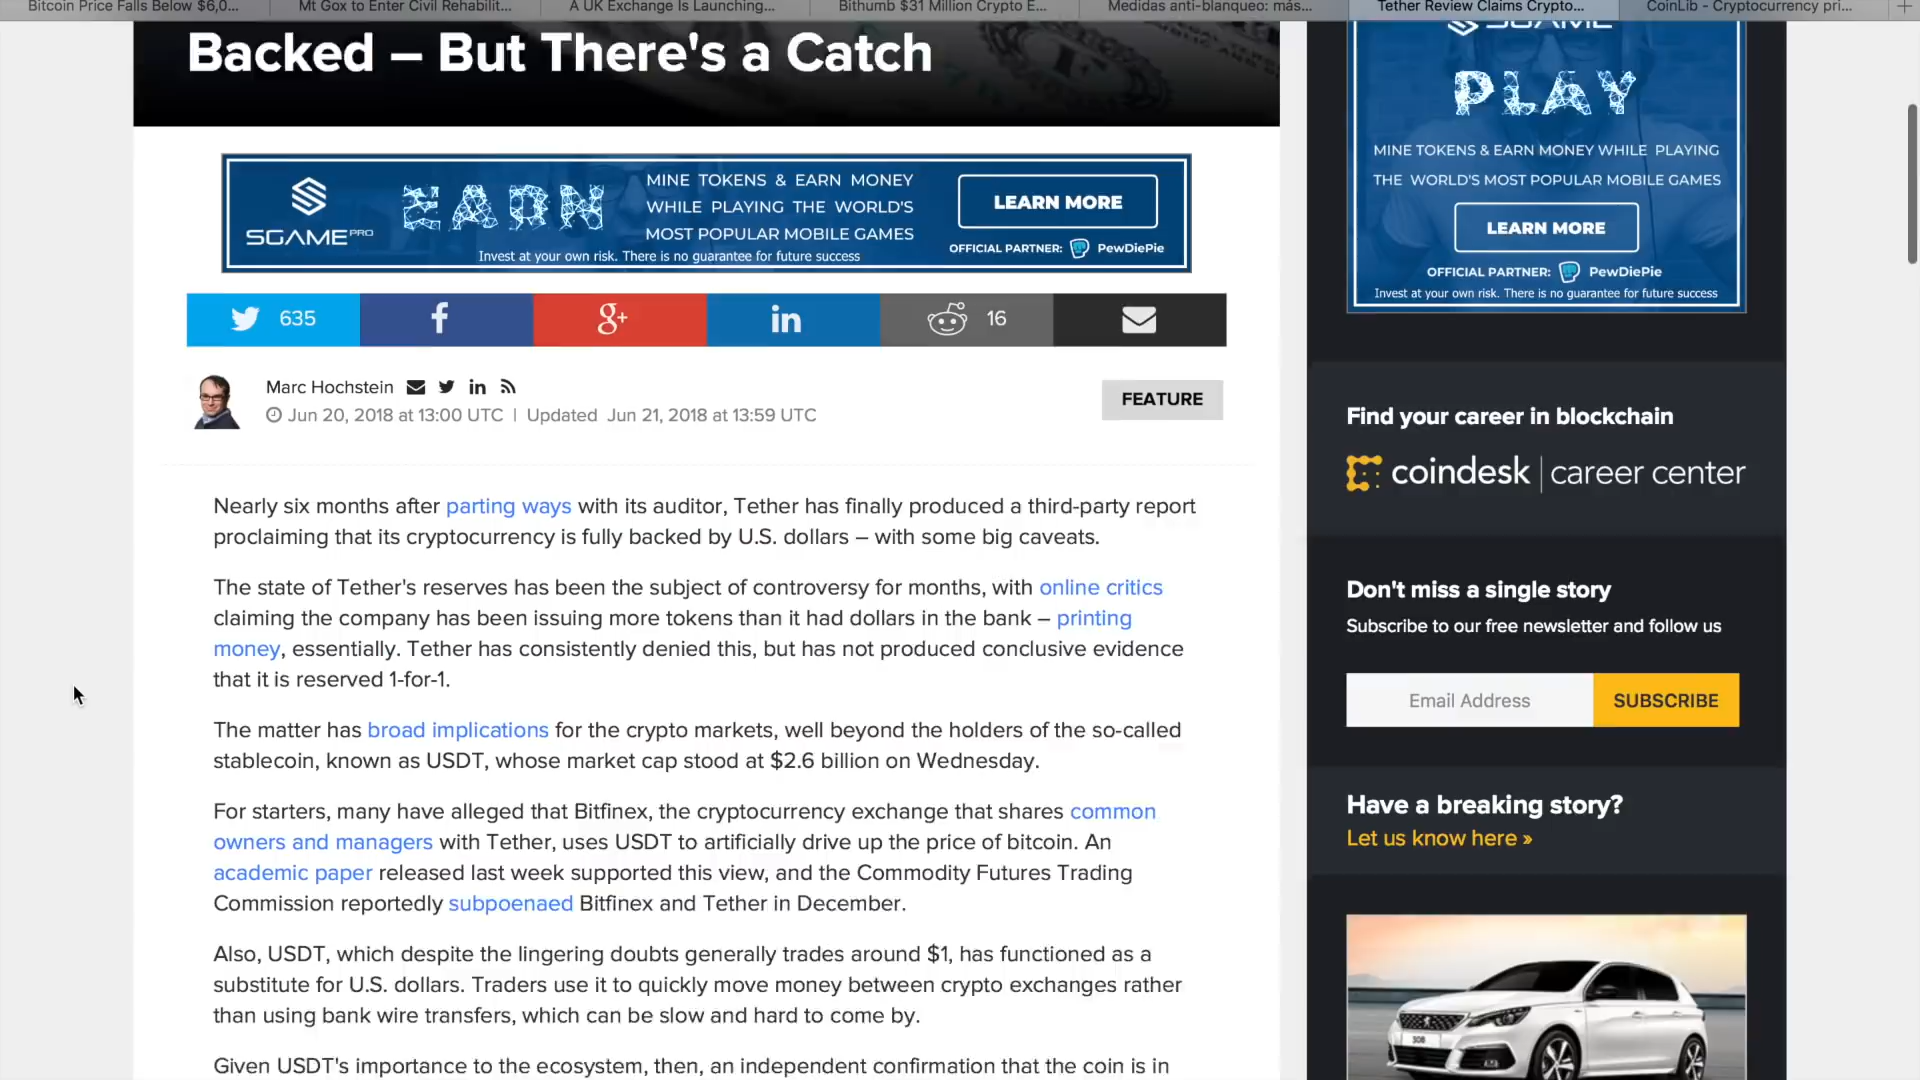 Bitcoin Price Falls Below $6,0...
Mt Gox to Enter Civil Rehabilit...
A UK Exchange Is Launching...
Bithumb $31 Million Crypto E...
Medidas anti-blanqueo: más...
Tether Review Claims Crypto...
CoinLib - Cryptocurrency pri...
Backed – But There's a Catch
SGAME PRO
EARN
MINE TOKENS & EARN MONEY
WHILE PLAYING THE WORLD'S
MOST POPULAR MOBILE GAMES
Invest at your own risk. There is no guarantee for future success
LEARN MORE
OFFICIAL PARTNER: PewDiePie
635
f
g+
in
16
Marc Hochstein
Jun 20, 2018 at 13:00 UTC | Updated Jun 21, 2018 at 13:59 UTC
FEATURE
Nearly six months after parting ways with its auditor, Tether has finally produced a third-party report
proclaiming that its cryptocurrency is fully backed by U.S. dollars – with some big caveats.
The state of Tether's reserves has been the subject of controversy for months, with online critics
claiming the company has been issuing more tokens than it had dollars in the bank – printing
money, essentially. Tether has consistently denied this, but has not produced conclusive evidence
that it is reserved 1-for-1.
The matter has broad implications for the crypto markets, well beyond the holders of the so-called
stablecoin, known as USDT, whose market cap stood at $2.6 billion on Wednesday.
For starters, many have alleged that Bitfinex, the cryptocurrency exchange that shares common
owners and managers with Tether, uses USDT to artificially drive up the price of bitcoin. An
academic paper released last week supported this view, and the Commodity Futures Trading
Commission reportedly subpoenaed Bitfinex and Tether in December.
Also, USDT, which despite the lingering doubts generally trades around $1, has functioned as a
substitute for U.S. dollars. Traders use it to quickly move money between crypto exchanges rather
than using bank wire transfers, which can be slow and hard to come by.
Given USDT's importance to the ecosystem, then, an independent confirmation that the coin is in
SGAME
PLAY
MINE TOKENS & EARN MONEY WHILE PLAYING
THE WORLD'S MOST POPULAR MOBILE GAMES
LEARN MORE
OFFICIAL PARTNER: PewDiePie
Invest at your own risk. There is no guarantee for future success
Find your career in blockchain
coindesk | career center
Don't miss a single story
Subscribe to our free newsletter and follow us
Email Address
SUBSCRIBE
Have a breaking story?
Let us know here »
308